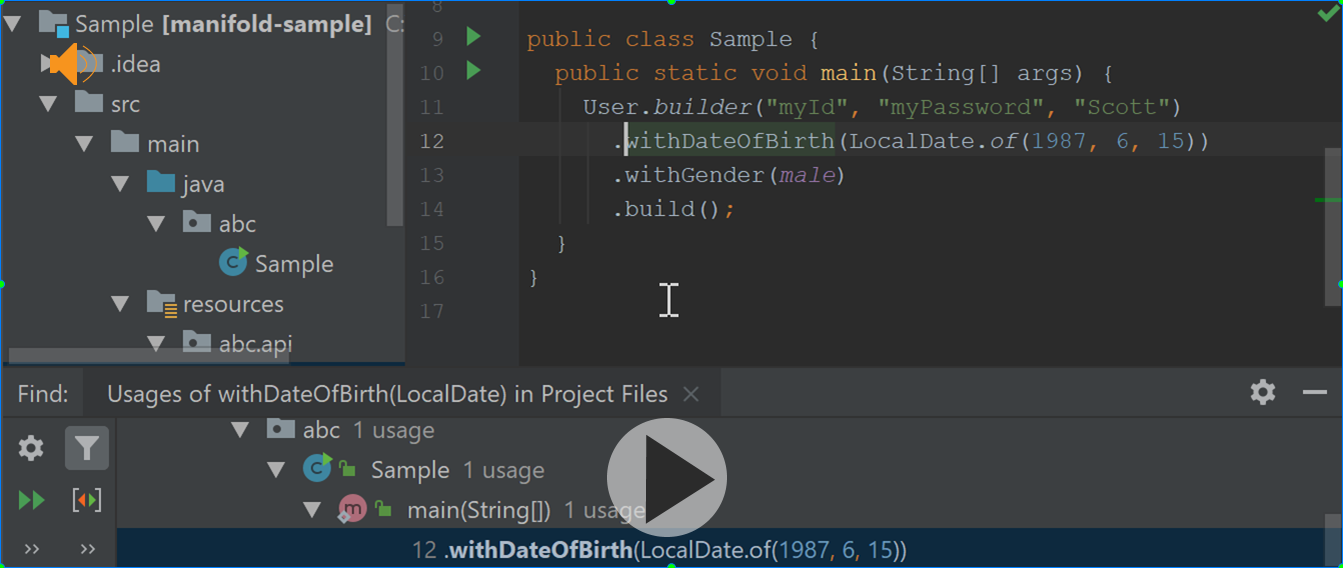 Sample [manifold-sample] C:
.idea
src
main
java
abc
Sample
resources
abc.api
8
9 public class Sample {
10 public static void main(String[] args) {
11 User.builder("myId", "myPassword", "Scott")
12 .withDateOfBirth(LocalDate.of(1987, 6, 15))
13 .withGender(male)
14 .build();
15 }
16 }
17
Find: Usages of withDateOfBirth(LocalDate) in Project Files
abc 1 usage
Sample 1 usage
main(String[]) 1 usage
12 .withDateOfBirth(LocalDate.of(1987, 6, 15))